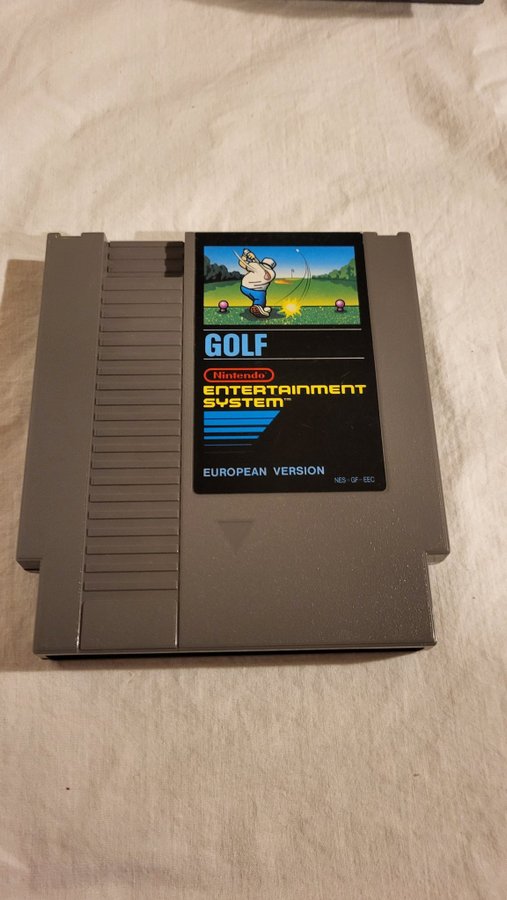 GOLF
Nintendo
ENTERTAINMENT
SYSTEM™
EUROPEAN VERSION
NES-GF-EEC